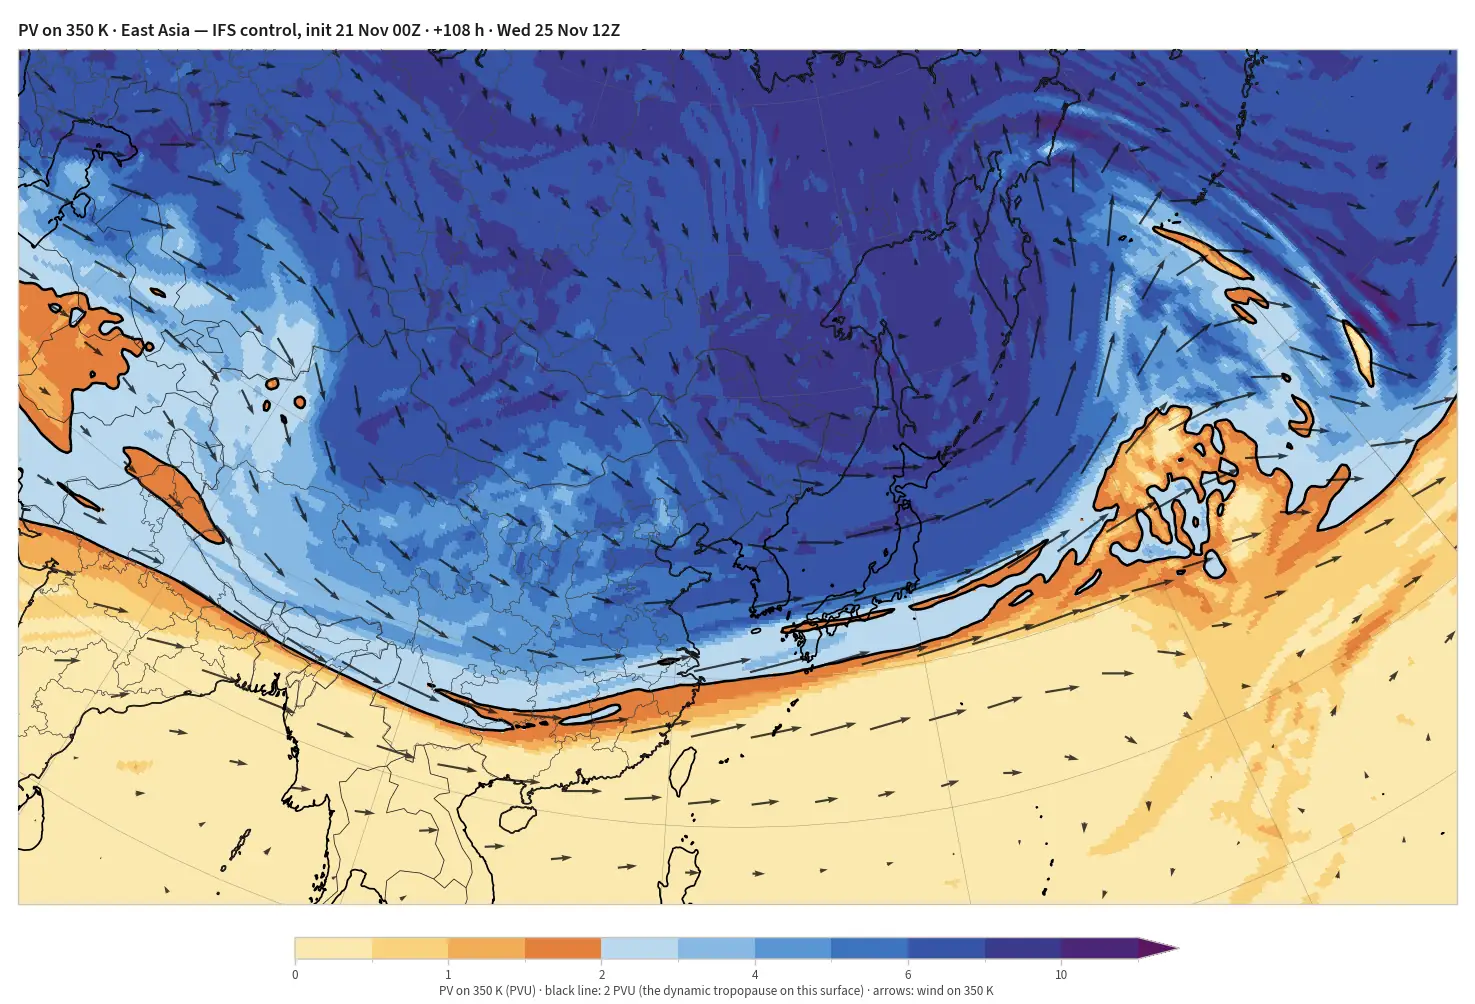 PV on 350 K · East Asia — IFS control, init 21 Nov 00Z · +108 h · Wed 25 Nov 12Z
0 1 2 4 6 10
PV on 350 K (PVU) · black line: 2 PVU (the dynamic tropopause on this surface) · arrows: wind on 350 K